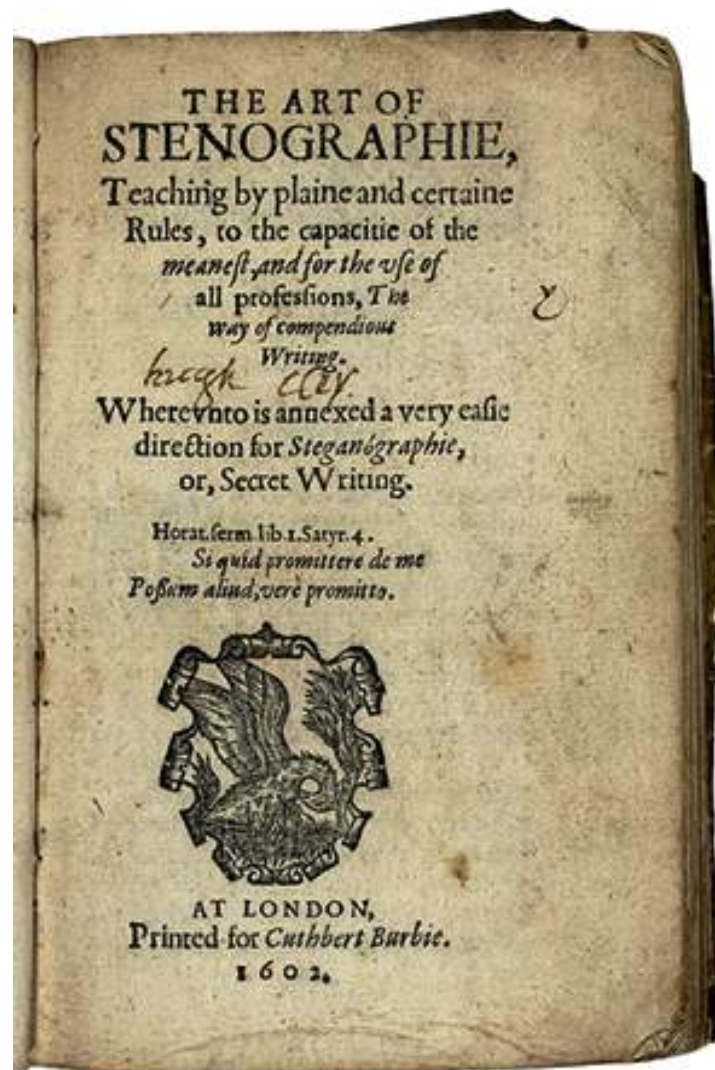 THE ART OF
STENOGRAPHIE,
Teaching by plaine and certaine
Rules, to the capacitie of the
meaneſt, and for the vſe of
all profeſsions, The
way of compendious
Writing.
Wherevnto is annexed a very eaſie
direction for Steganógraphie,
or, Secret Writing.
Horat. ſerm. lib. 1. Satyr. 4.
Si quid promittere de me
Poſſum aliud, verè promitto.
AT LONDON,
Printed for Cuthbert Burbie.
1602.